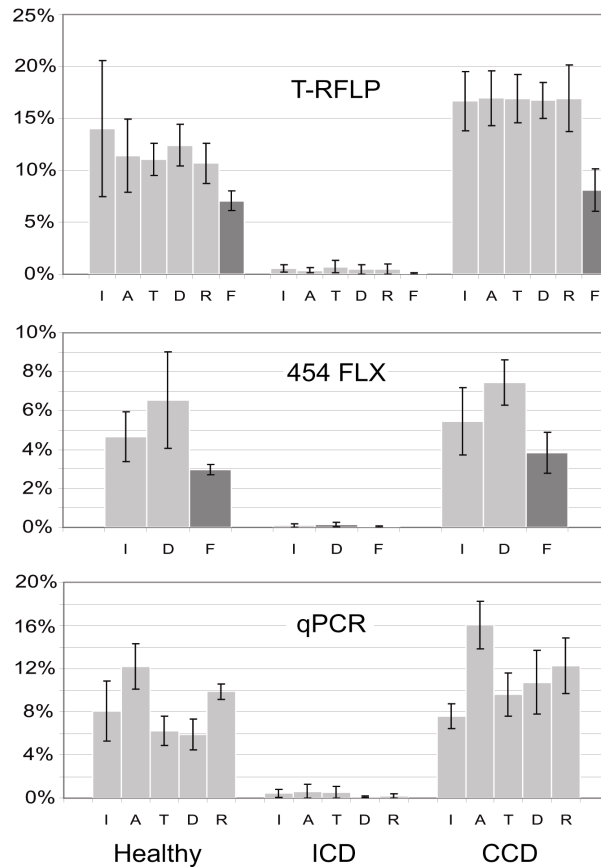 25%
20%
15%
10%
5%
0%
T-RFLP
I A T D R F I A T D R F I A T D R F
10%
8%
6%
4%
2%
0%
454 FLX
I D F I D F I D F
20%
16%
12%
8%
4%
0%
qPCR
I A T D R I A T D R I A T D R
Healthy ICD CCD